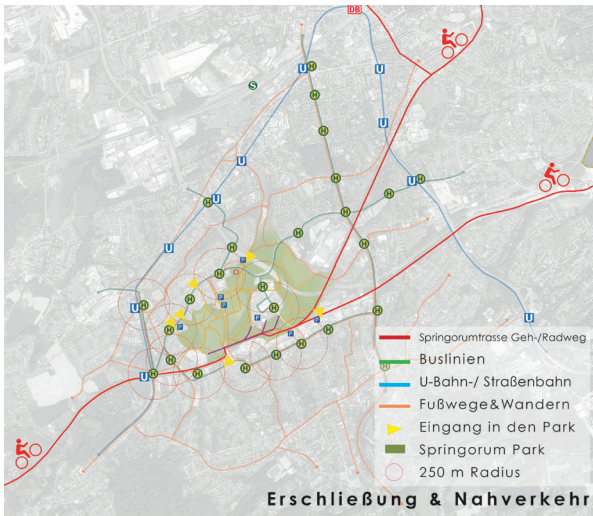 DB
U
H
U
H
U
S
H
H
U
U
H
H
H
U
U
H
H
H
U
H
H
P
H
H
P
P
U
H
H
H
P
P
U
H
P
P
H
H
H
H
H
H
H
H
U
H
H
Springorumtrasse Geh-/Radweg
Buslinien
U-Bahn-/ Straßenbahn
Fußwege&Wandern
Eingang in den Park
Springorum Park
250 m Radius
Erschließung & Nahverkehr